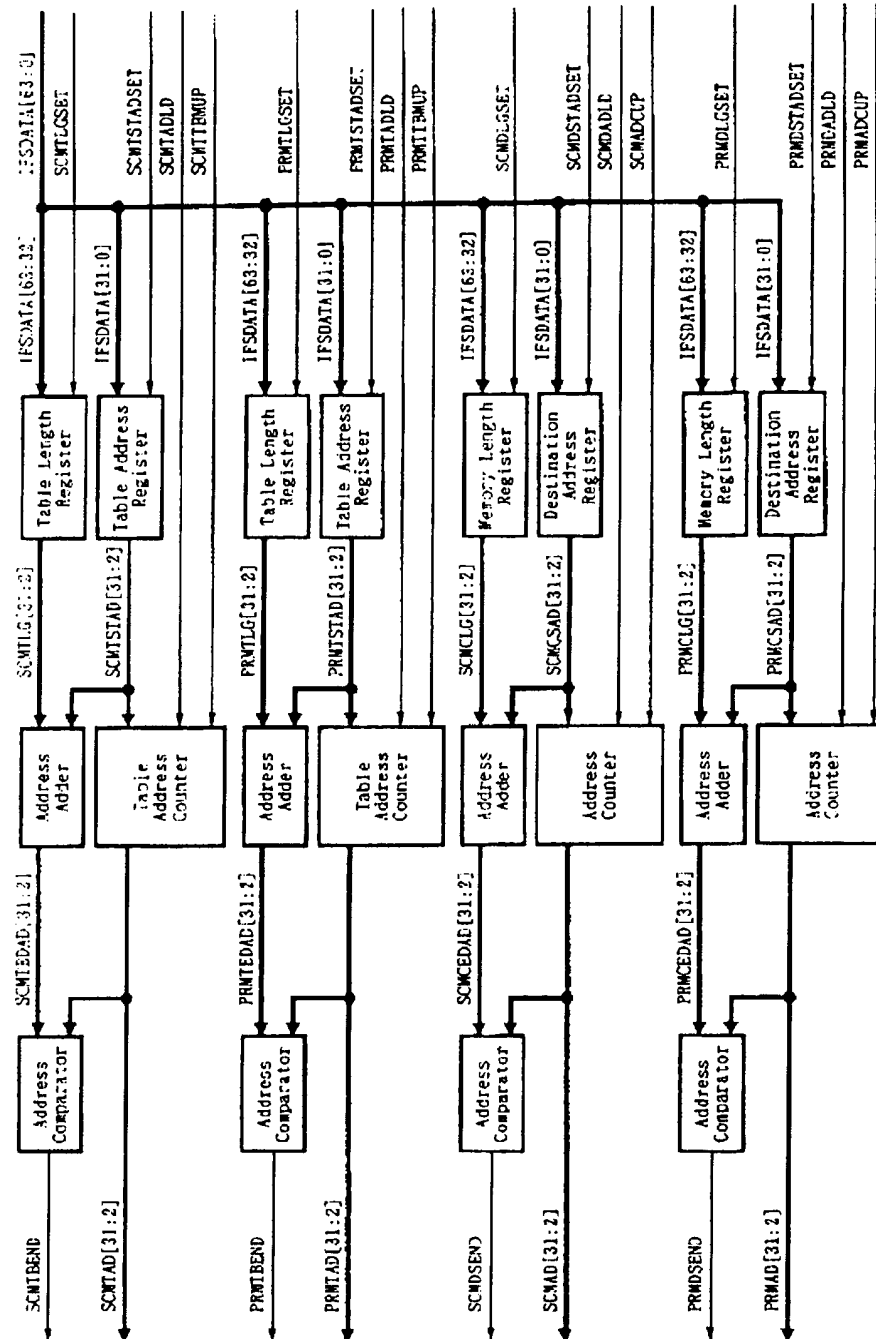 SCMTBEND
Address
Comparator
SCMTEDAD[31:2]
Address
Adder
SCMTLG[31:2]
Table Length
Register
IFSDATA[63:32]
IFSDATA[63:0]
SCMTLGSET
SCMTAD[31:2]
Table
Address
Counter
SCMTSTAD[31:2]
Table Address
Register
IFSDATA[31:0]
SCMTSTADSET
SCMTADLD
SCMTTBMUP
PRMTBEND
Address
Comparator
PRMTEDAD[31:2]
Address
Adder
PRMTLG[31:2]
Table Length
Register
IFSDATA[63:32]
PRMTLGSET
PRMTAD[31:2]
Table
Address
Counter
PRMTSTAD[31:2]
Table Address
Register
IFSDATA[31:0]
PRMTSTADSET
PRMTADLD
PRMTTBMUP
SCMDSEND
Address
Comparator
SCMCEDAD[31:2]
Address
Adder
SCMCLG[31:2]
Memory Length
Register
IFSDATA[63:32]
SCMDLGSET
SCMAD[31:2]
Address
Counter
SCMCSAD[31:2]
Destination
Address
Register
IFSDATA[31:0]
SCMDSTADSET
SCMDADLD
SCMADCUP
PRMDSEND
Address
Comparator
PRMCEDAD[31:2]
Address
Adder
PRMCLG[31:2]
Memory Length
Register
IFSDATA[63:32]
PRMDLGSET
PRMAD[31:2]
Address
Counter
PRMCSAD[31:2]
Destination
Address
Register
IFSDATA[31:0]
PRMDSTADSET
PRMDADLD
PRMADCUP